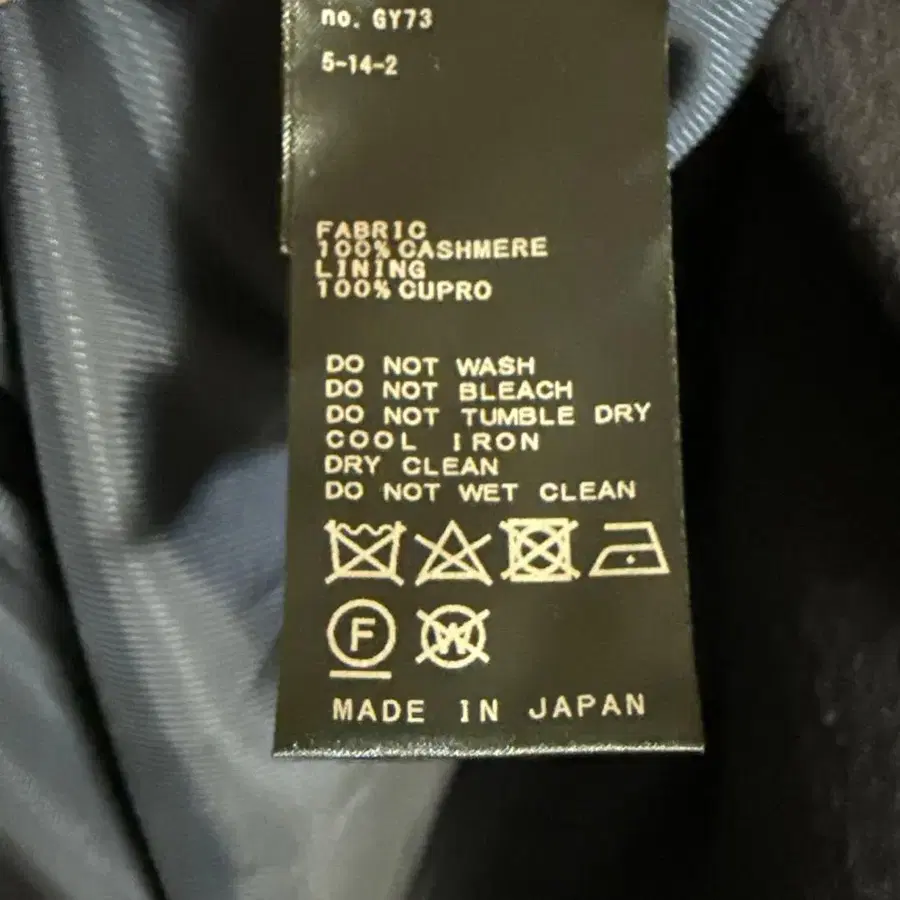 no. GY73
5-14-2
FABRIC
100% CASHMERE
LINING
100% CUPRO
DO NOT WASH
DO NOT BLEACH
DO NOT TUMBLE DRY
COOL IRON
DRY CLEAN
DO NOT WET CLEAN
F W
MADE IN JAPAN